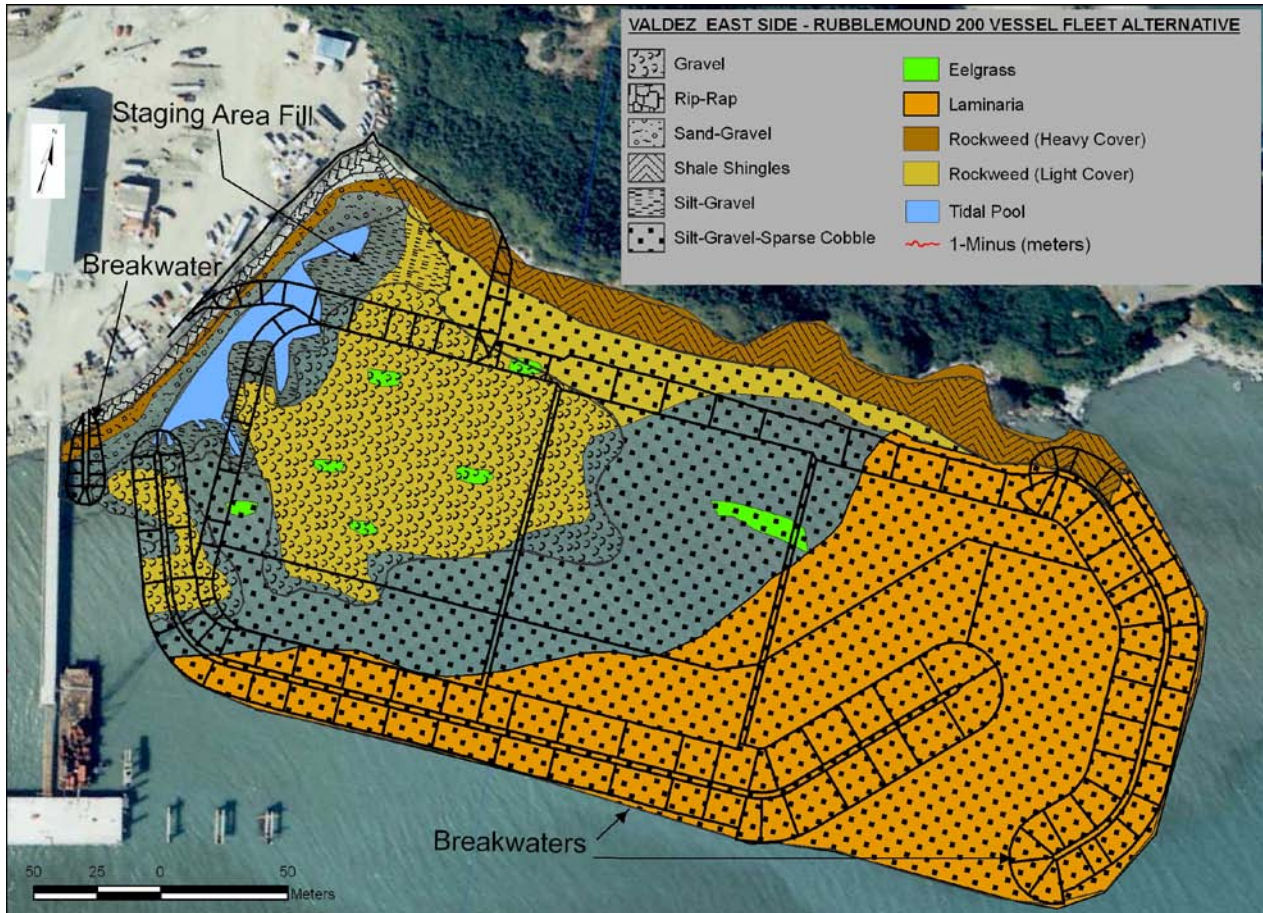 VALDEZ EAST SIDE - RUBBLEMOUND 200 VESSEL FLEET ALTERNATIVE
Gravel
Rip-Rap
Sand-Gravel
Shale Shingles
Silt-Gravel
Silt-Gravel-Sparse Cobble
Eelgrass
Laminaria
Rockweed (Heavy Cover)
Rockweed (Light Cover)
Tidal Pool
1-Minus (meters)
Staging Area Fill
N
Breakwater
Breakwaters
50 25 0 50
Meters